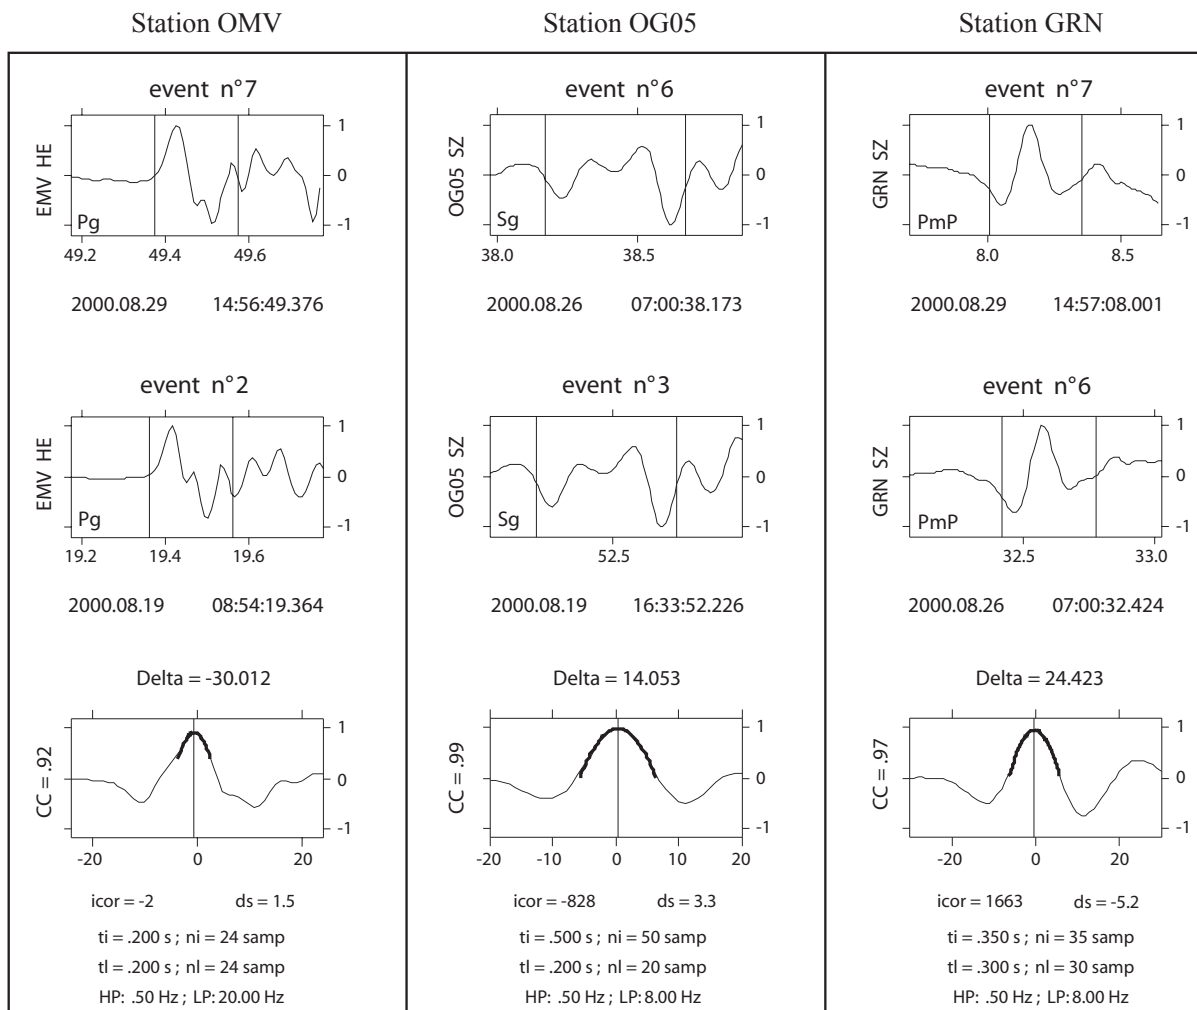 Station OMV
event n°7
EMV HE
1
0
-1
Pg
49.2 49.4 49.6
2000.08.29 14:56:49.376
event n°2
EMV HE
1
0
-1
Pg
19.2 19.4 19.6
2000.08.19 08:54:19.364
Delta = -30.012
CC = .92
1
0
-1
-20 0 20
icor = -2 ds = 1.5
ti = .200 s ; ni = 24 samp
tl = .200 s ; nl = 24 samp
HP: .50 Hz ; LP: 20.00 Hz
Station OG05
event n°6
OG05 SZ
1
0
-1
Sg
38.0 38.5
2000.08.26 07:00:38.173
event n°3
OG05 SZ
1
0
-1
Sg
52.5
2000.08.19 16:33:52.226
Delta = 14.053
CC = .99
1
0
-1
-20 -10 0 10 20
icor = -828 ds = 3.3
ti = .500 s ; ni = 50 samp
tl = .200 s ; nl = 20 samp
HP: .50 Hz ; LP: 8.00 Hz
Station GRN
event n°7
GRN SZ
1
0
-1
PmP
8.0 8.5
2000.08.29 14:57:08.001
event n°6
GRN SZ
1
0
-1
PmP
32.5 33.0
2000.08.26 07:00:32.424
Delta = 24.423
CC = .97
1
0
-1
-20 0 20
icor = 1663 ds = -5.2
ti = .350 s ; ni = 35 samp
tl = .300 s ; nl = 30 samp
HP: .50 Hz ; LP: 8.00 Hz